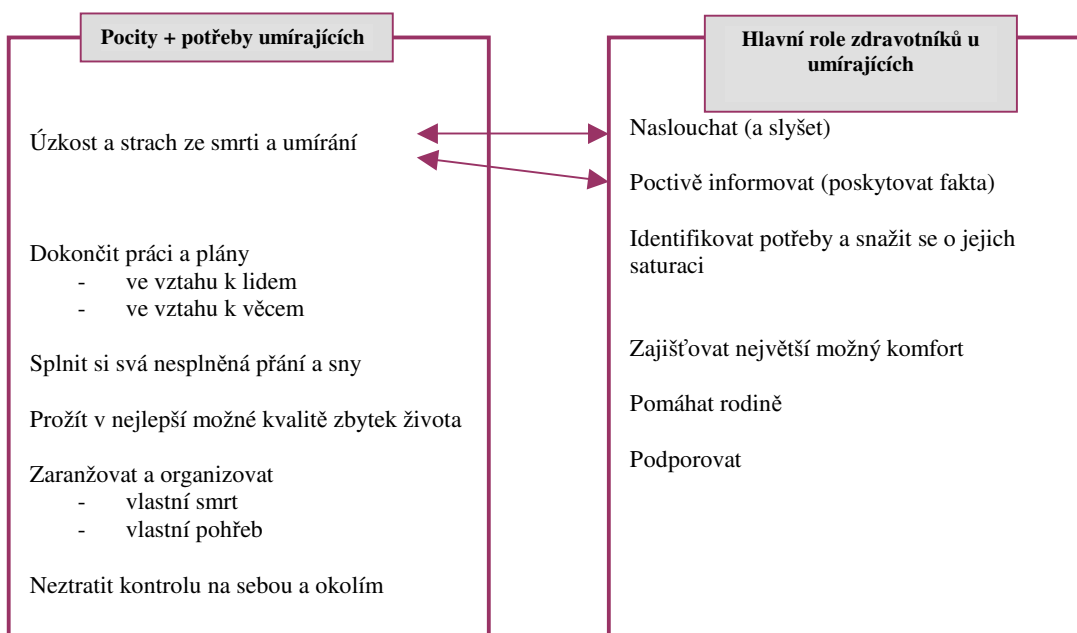 Pocity + potřeby umírajících
Úzkost a strach ze smrti a umírání
Dokončit práci a plány
- ve vztahu k lidem
- ve vztahu k věcem
Splnit si svá nesplněná přání a sny
Prožít v nejlepší možné kvalitě zbytek života
Zaranžovat a organizovat
- vlastní smrt
- vlastní pohřeb
Neztratit kontrolu na sebou a okolím
Hlavní role zdravotníků u
umírajících
Naslouchat (a slyšet)
Poctivě informovat (poskytovat fakta)
Identifikovat potřeby a snažit se o jejich
saturaci
Zajišťovat největší možný komfort
Pomáhat rodině
Podporovat